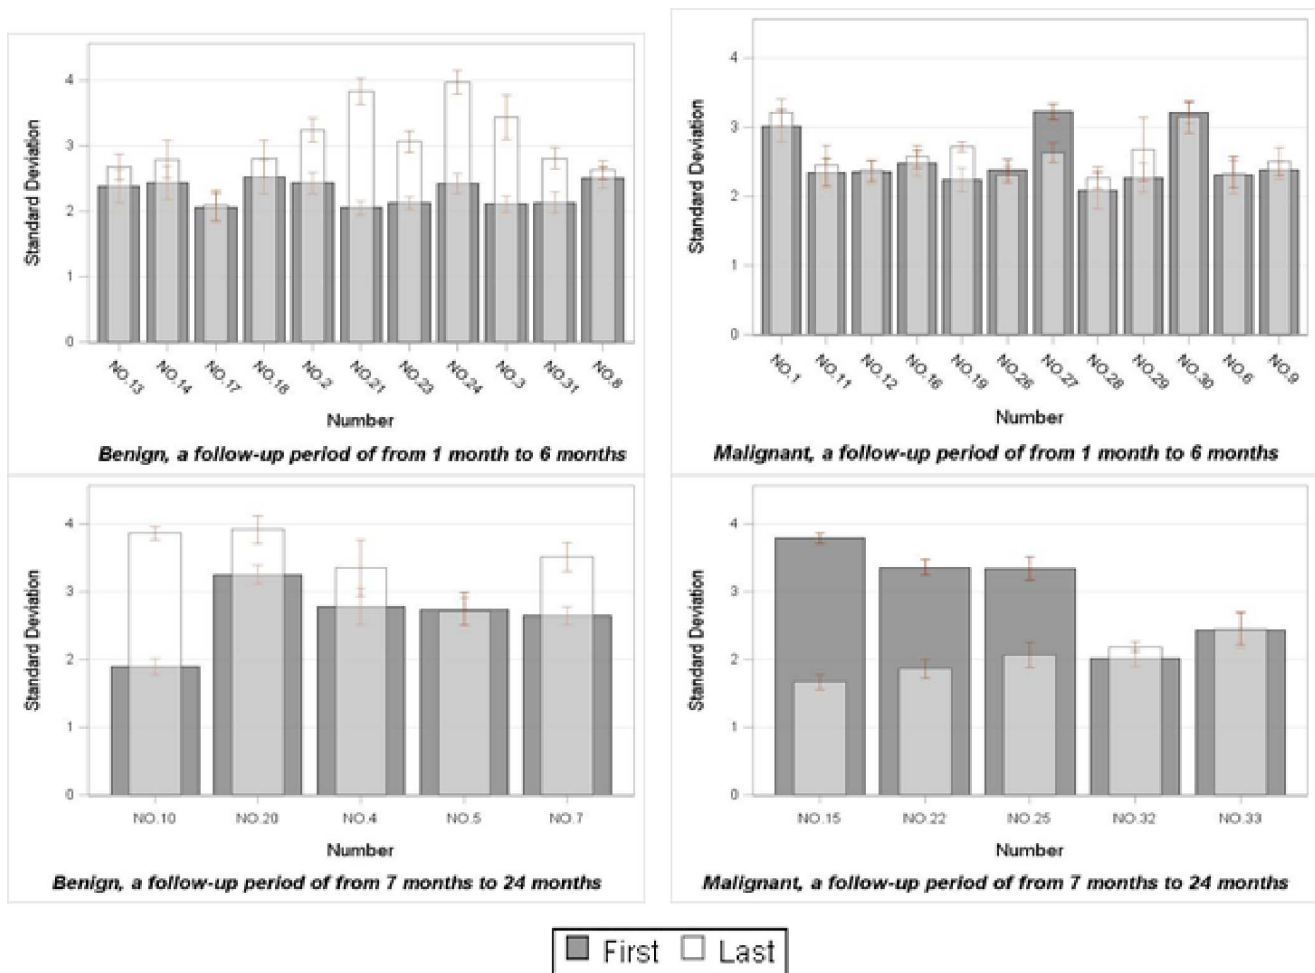 4
3
2
1
0
Standard Deviation
NO.13 NO.14 NO.17 NO.18 NO.2 NO.21 NO.23 NO.24 NO.3 NO.31 NO.8
Number
Benign, a follow-up period of from 1 month to 6 months
4
3
2
1
0
Standard Deviation
NO.1 NO.11 NO.12 NO.16 NO.19 NO.26 NO.27 NO.28 NO.29 NO.30 NO.6 NO.9
Number
Malignant, a follow-up period of from 1 month to 6 months
4
3
2
1
0
Standard Deviation
NO.10 NO.20 NO.4 NO.5 NO.7
Number
Benign, a follow-up period of from 7 months to 24 months
4
3
2
1
0
Standard Deviation
NO.15 NO.22 NO.25 NO.32 NO.33
Number
Malignant, a follow-up period of from 7 months to 24 months
First Last